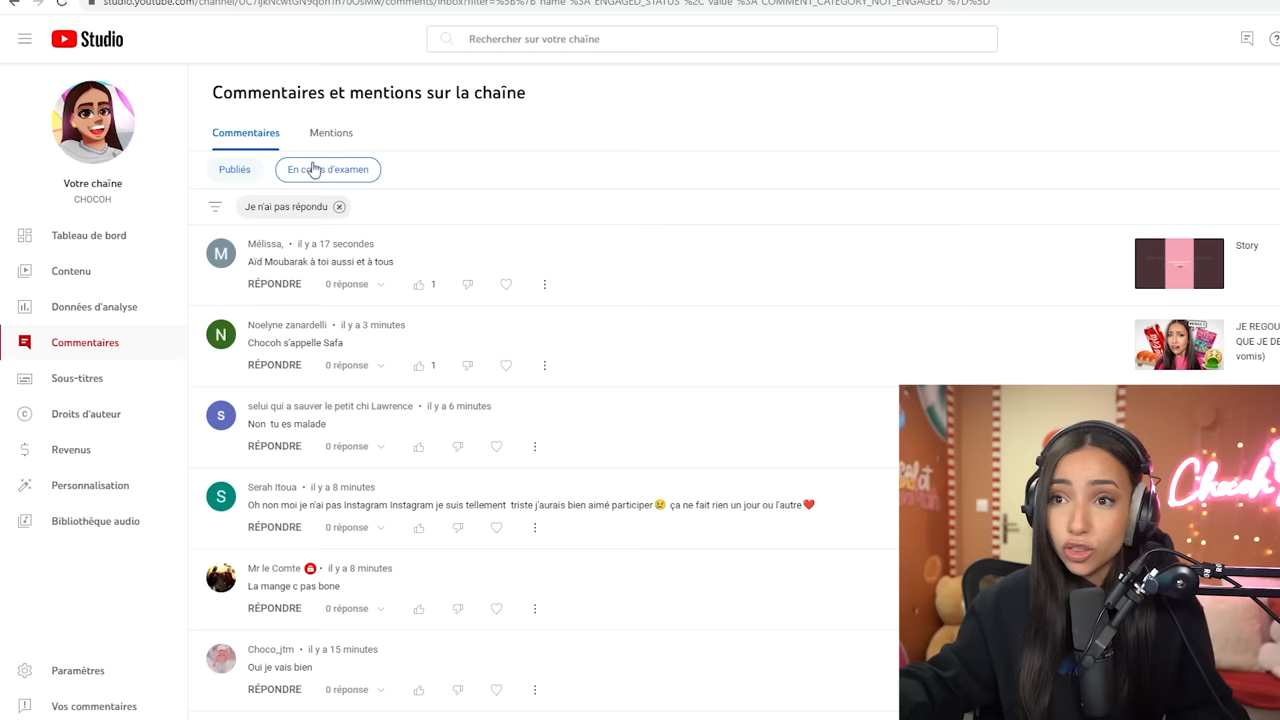 Studio
Rechercher sur votre chaîne
Commentaires et mentions sur la chaîne
Commentaires
Mentions
Publiés
En cours d'examen
Je n'ai pas répondu
Votre chaîne
CHOCOH
Tableau de bord
Contenu
Données d'analyse
Commentaires
Sous-titres
Droits d'auteur
Revenus
Personnalisation
Bibliothèque audio
Paramètres
Vos commentaires
Mélissa, • il y a 17 secondes
Aïd Moubarak à toi aussi et à tous
RÉPONDRE 0 réponse 1
Story
Noelyne zanardelli • il y a 3 minutes
Chocoh s'appelle Safa
RÉPONDRE 0 réponse 1
JE REGOU
QUE JE DE
vomis)
selui qui a sauver le petit chi Lawrence • il y a 6 minutes
Non tu es malade
RÉPONDRE 0 réponse
Serah Itoua • il y a 8 minutes
Oh non moi je n'ai pas Instagram Instagram je suis tellement triste j'aurais bien aimé participer😢 ça ne fait rien un jour ou l'autre❤️
RÉPONDRE 0 réponse
Mr le Comte • il y a 8 minutes
La mange c pas bone
RÉPONDRE 0 réponse
Choco_jtm • il y a 15 minutes
Oui je vais bien
RÉPONDRE 0 réponse